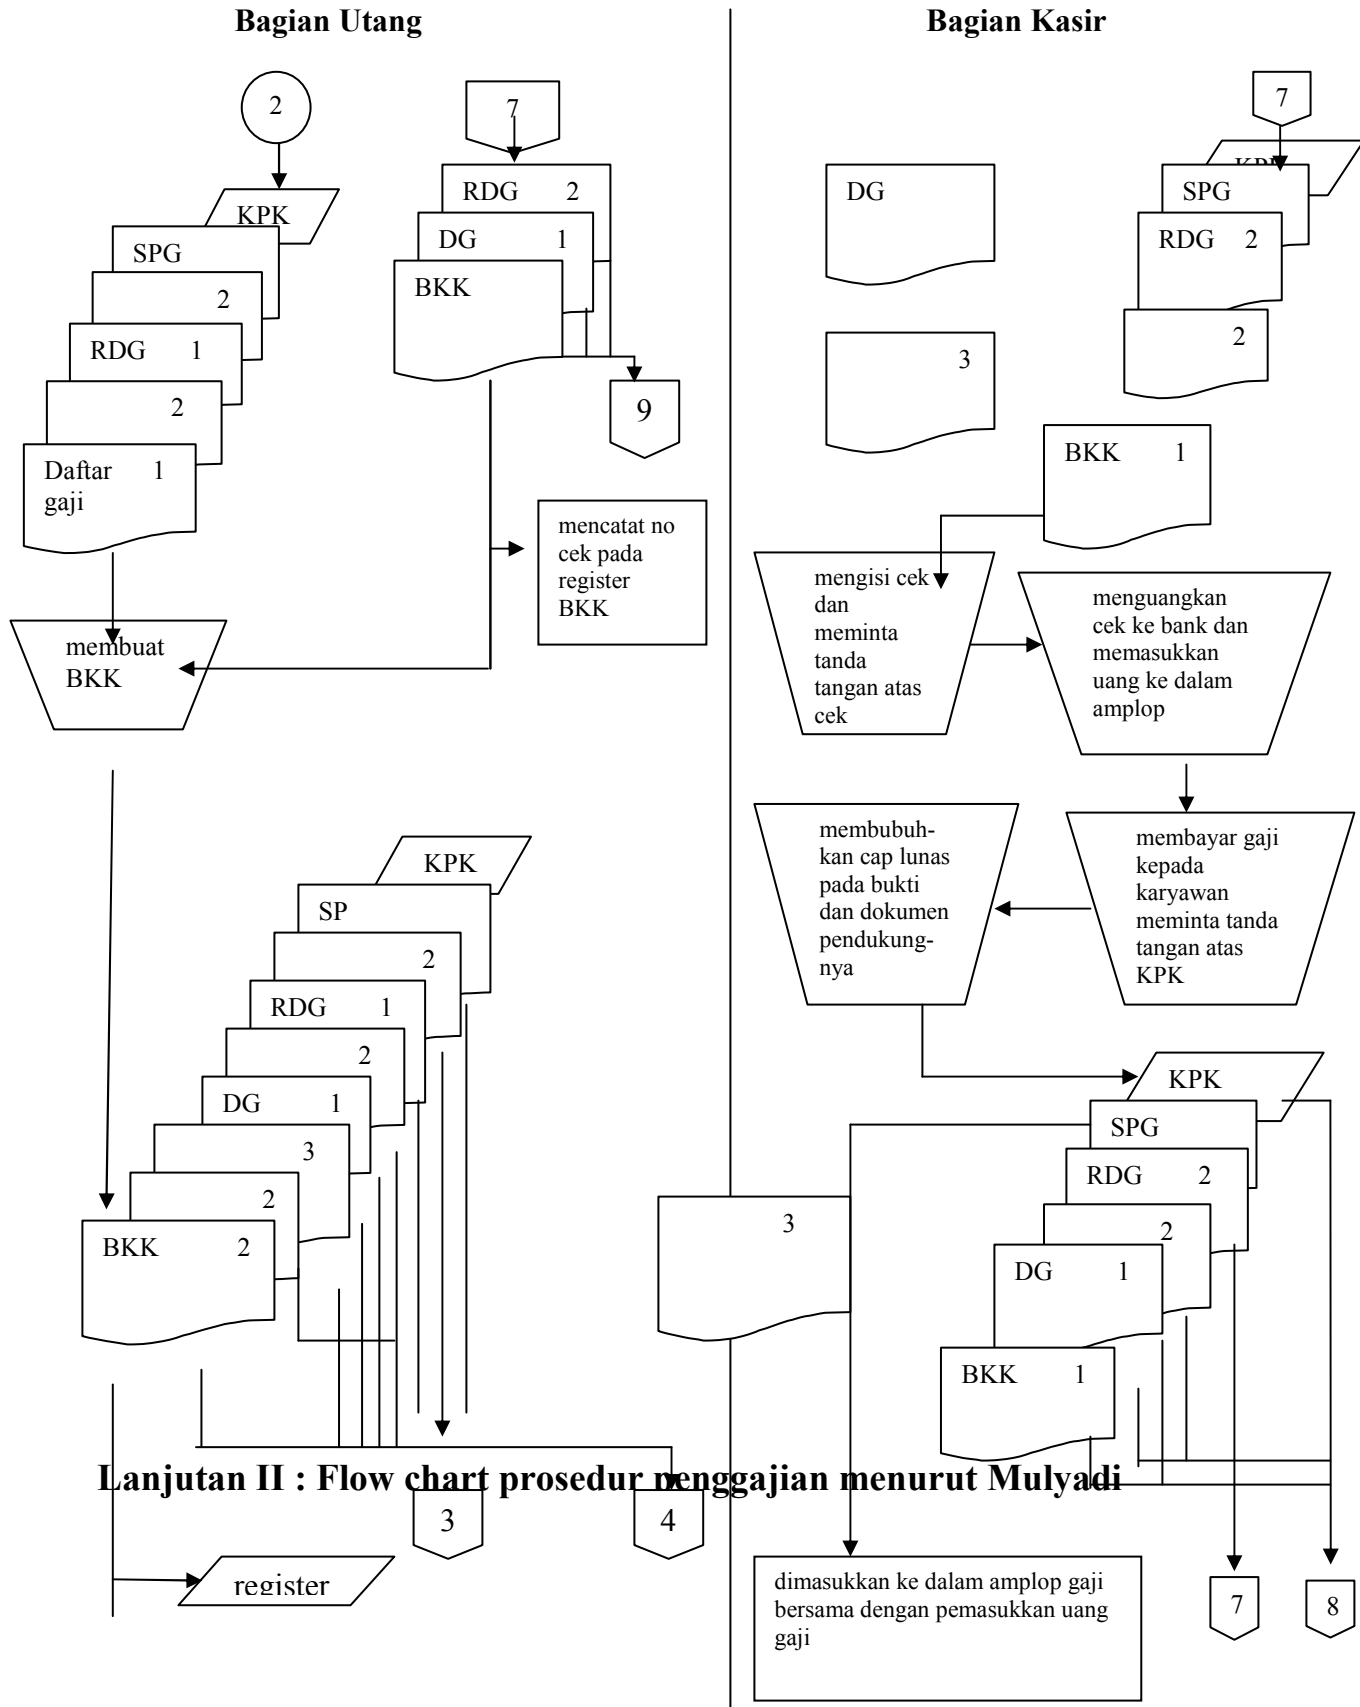 Bagian Utang
2
7
KPK
SPG
2
RDG 1
2
Daftar 1
gaji
RDG 2
DG 1
BKK
9
mencatat no
cek pada
register
BKK
membuat
BKK
KPK
SP
2
RDG 1
2
DG 1
3
2
BKK 2
3
4
register
Bagian Kasir
7
DG
3
KPK
SPG
RDG 2
2
BKK 1
mengisi cek
dan
meminta
tanda
tangan atas
cek
menguangkan
cek ke bank dan
memasukkan
uang ke dalam
amplop
membubuh-
kan cap lunas
pada bukti
dan dokumen
pendukung-
nya
membayar gaji
kepada
karyawan
meminta tanda
tangan atas
KPK
KPK
SPG
RDG 2
2
DG 1
BKK 1
3
dimasukkan ke dalam amplop gaji
bersama dengan pemasukkan uang
gaji
7
8
Lanjutan II : Flow chart prosedur penggajian menurut Mulyadi